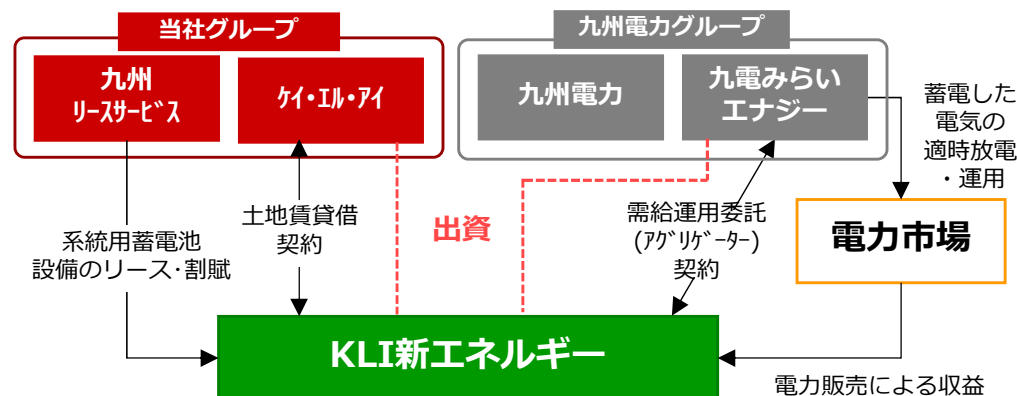 当社グループ
九州
ﾘｰｽｻｰﾋﾞｽ
ｹｲ・ｴﾙ・ｱｲ
九州電力グループ
九州電力
九電みらい
エナジー
蓄電した
電気の
適時放電
・運用
系統用蓄電池
設備のリース･割賦
土地賃貸借
契約
出資
需給運用委託
(ｱｸﾞﾘｹﾞｰﾀｰ)
契約
電力市場
KLI新エネルギー
電力販売による収益